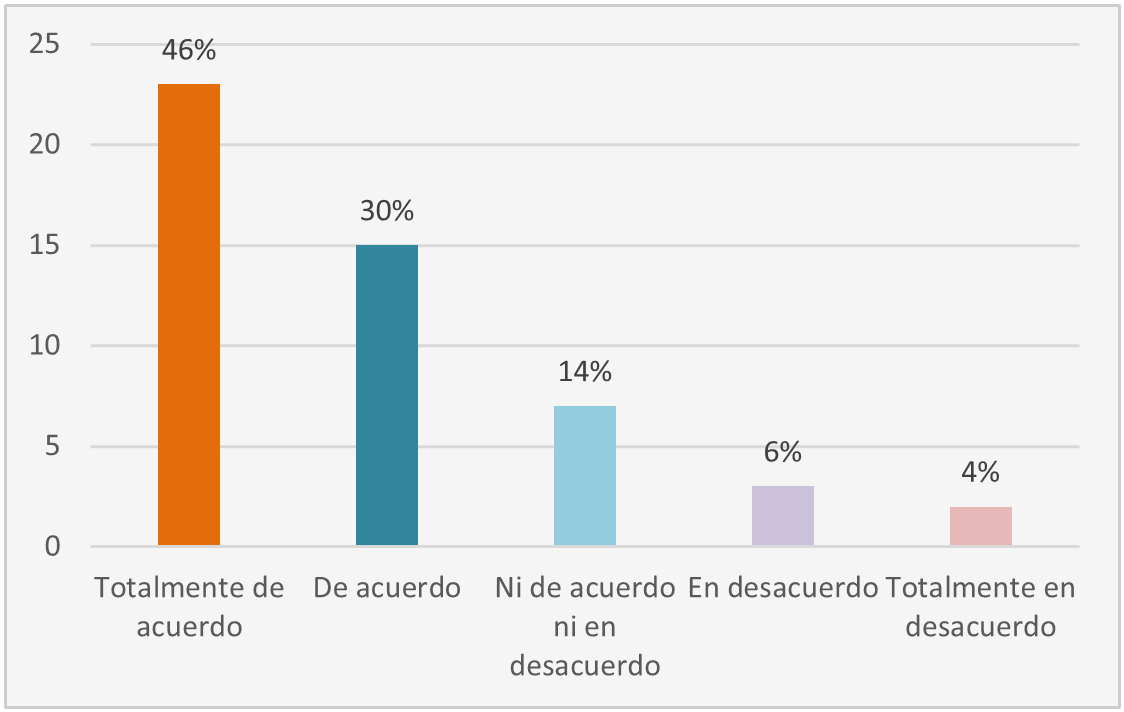 25
46%
20
30%
15
10
14%
5
6%
4%
0
Totalmente de acuerdo
De acuerdo
Ni de acuerdo
ni en
desacuerdo
En desacuerdo
Totalmente en
desacuerdo